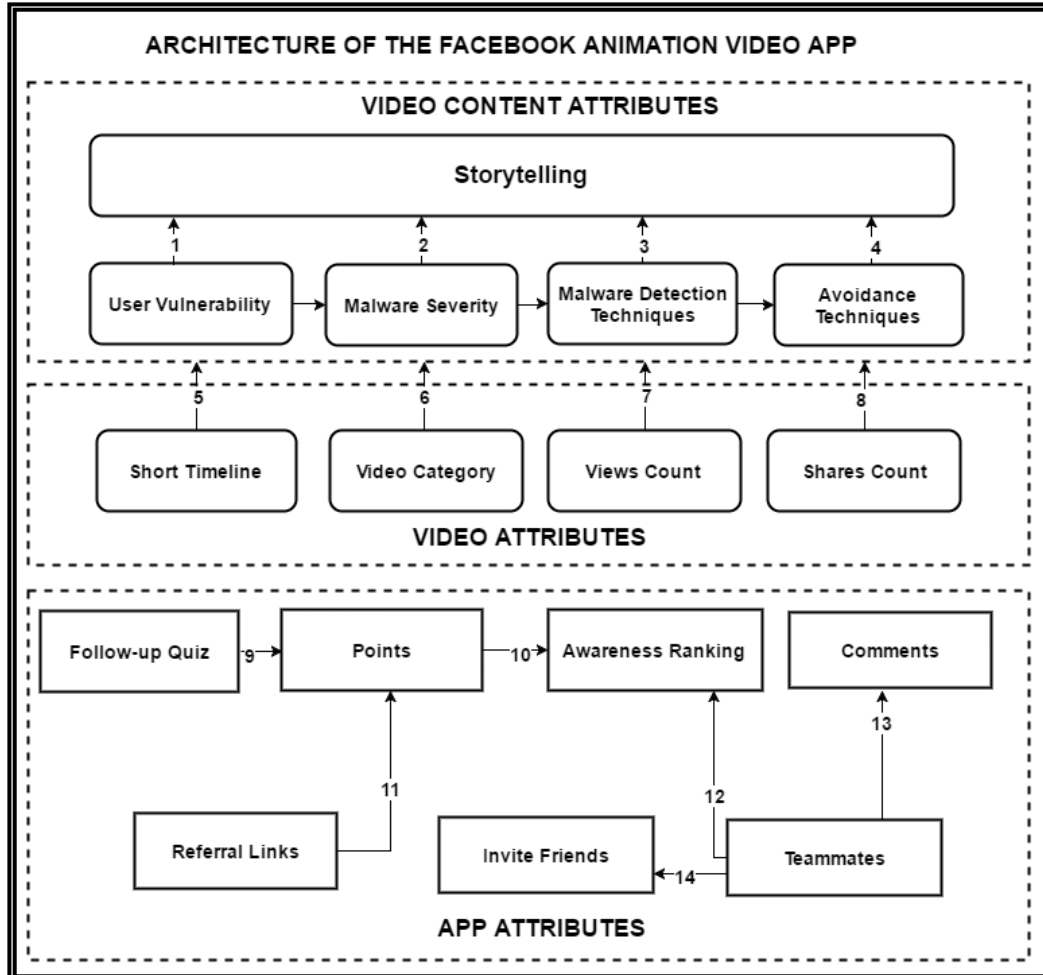 ARCHITECTURE OF THE FACEBOOK ANIMATION VIDEO APP
VIDEO CONTENT ATTRIBUTES
Storytelling
1
2
3
4
User Vulnerability
Malware Severity
Malware Detection
Techniques
Avoidance
Techniques
5
6
7
8
Short Timeline
Video Category
Views Count
Shares Count
VIDEO ATTRIBUTES
Follow-up Quiz
9
Points
10
Awareness Ranking
Comments
11
12
13
Referral Links
Invite Friends
14
Teammates
APP ATTRIBUTES